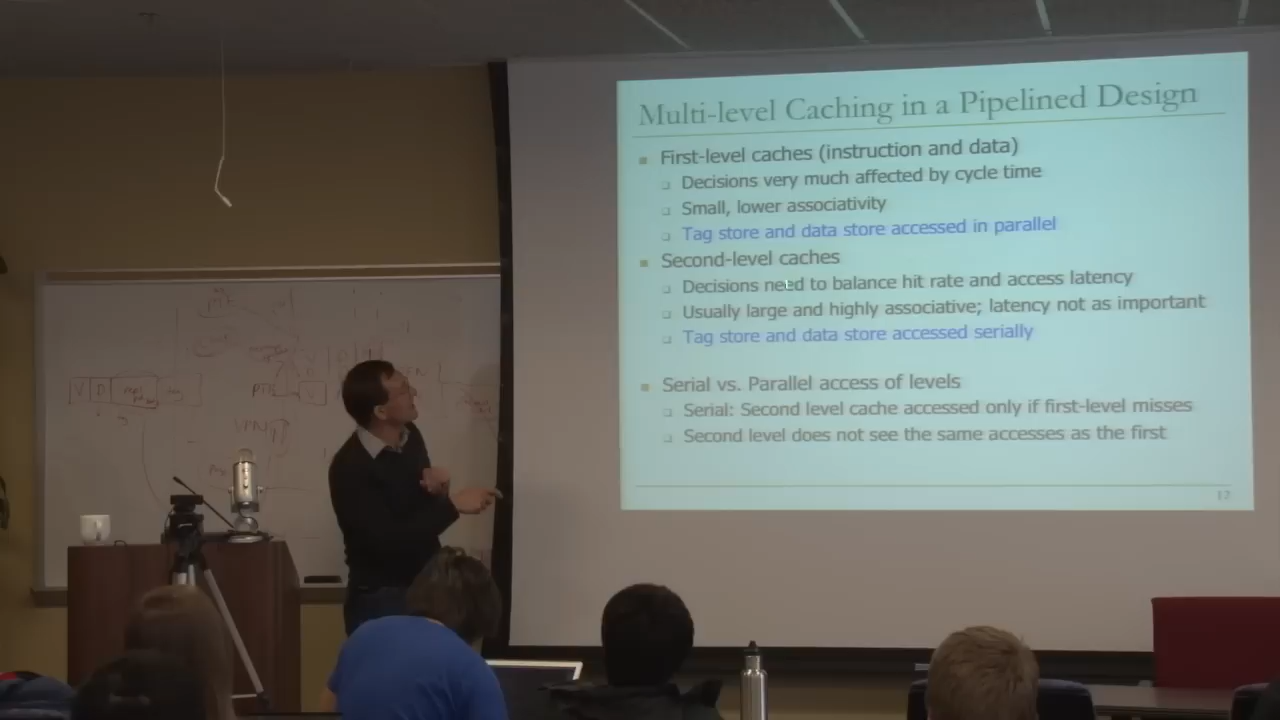 Multi-level Caching in a Pipelined Design
First-level caches (instruction and data)
Decisions very much affected by cycle time
Small, lower associativity
Tag store and data store accessed in parallel
Second-level caches
Decisions need to balance hit rate and access latency
Usually large and highly associative; latency not as important
Tag store and data store accessed serially
Serial vs. Parallel access of levels
Serial: Second level cache accessed only if first-level misses
Second level does not see the same accesses as the first
12
V D
PTE
VPN